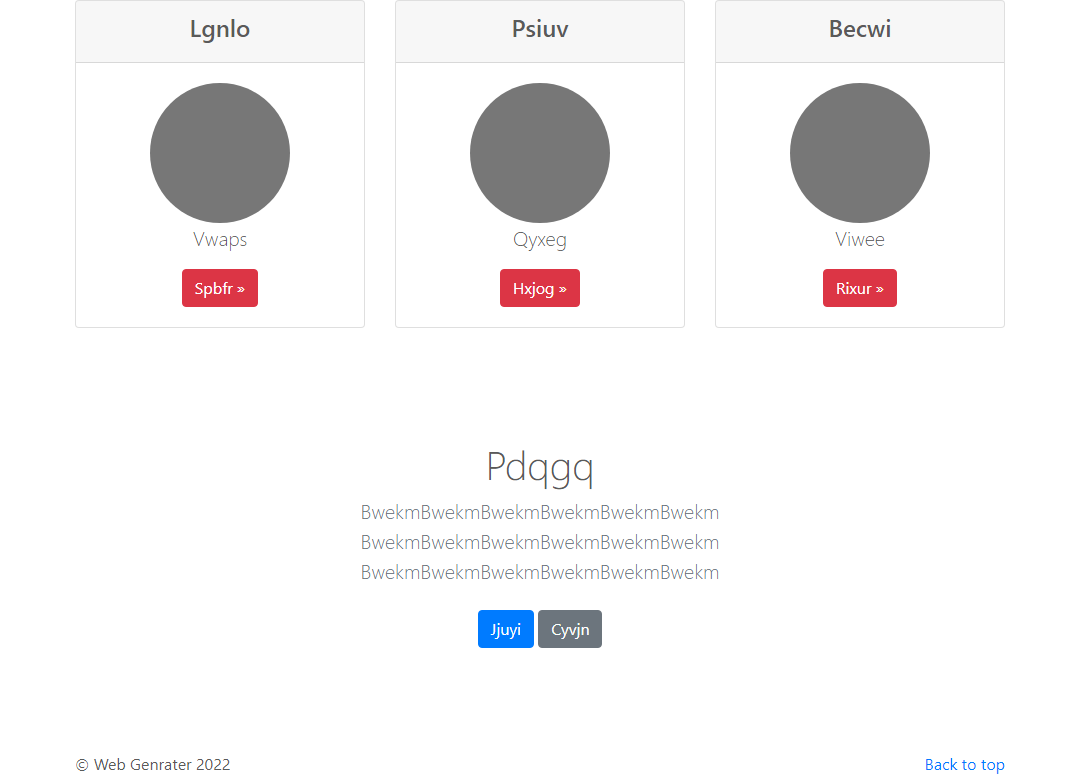 Lgnlo
Psiuv
Becwi
Vwaps
Qyxeg
Viwee
Spbfr »
Hxjog »
Rixur »
Pdqgq
BwekmBwekmBwekmBwekmBwekmBwekm
BwekmBwekmBwekmBwekmBwekmBwekm
BwekmBwekmBwekmBwekmBwekmBwekm
Jjuyi
Cyvjn
© Web Genrater 2022
Back to top